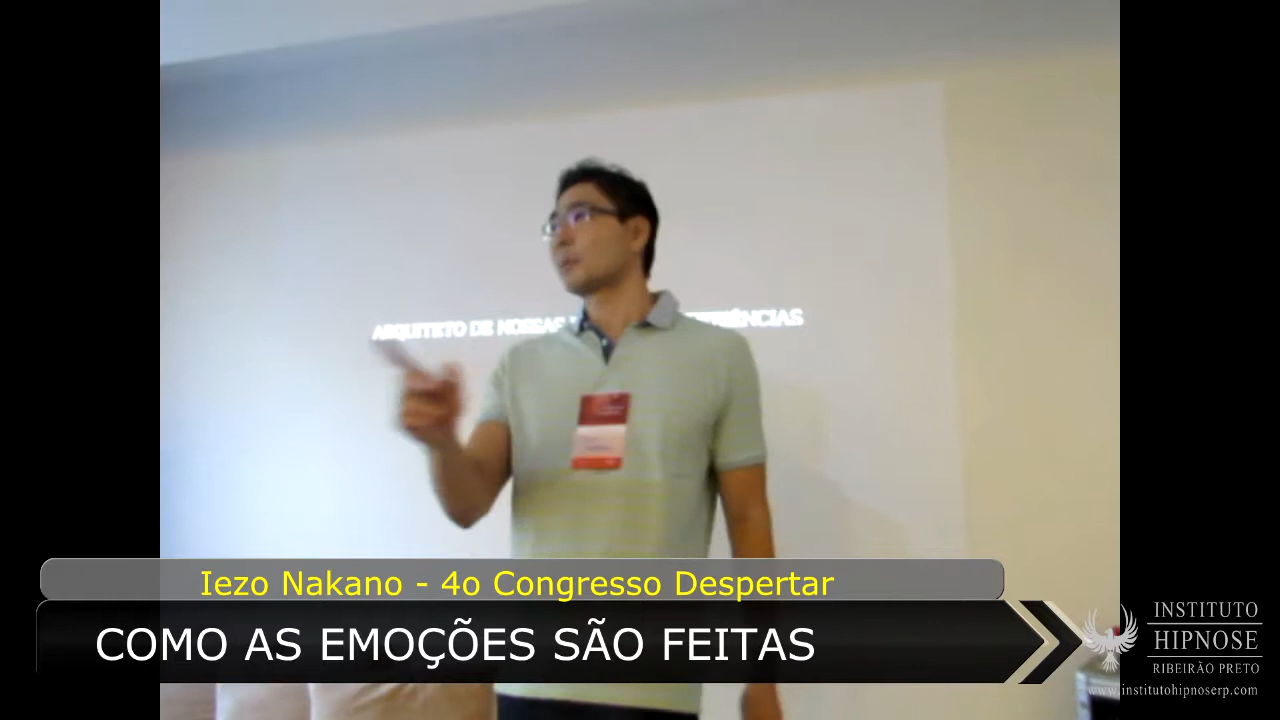 ARQUITETO DE NOSSAS
Iezo Nakano - 4o Congresso Despertar
COMO AS EMOÇÕES SÃO FEITAS
INSTITUTO
HIPNOSE
RIBEIRÃO PRETO
www.institutohipnoserp.com